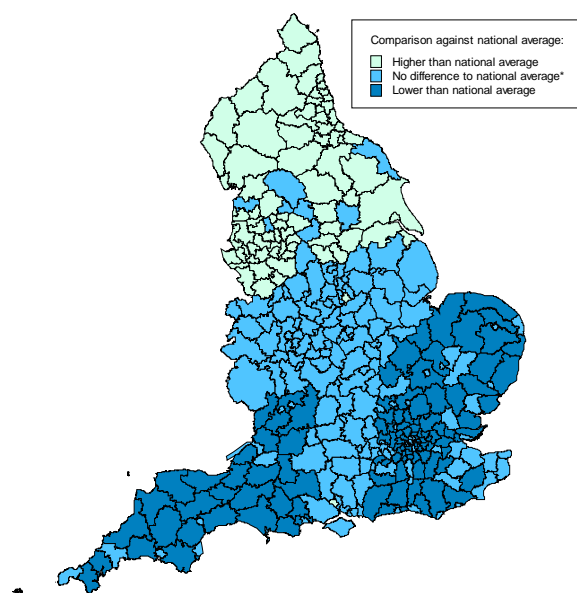 Comparison against national average:
Higher than national average
No difference to national average*
Lower than national average